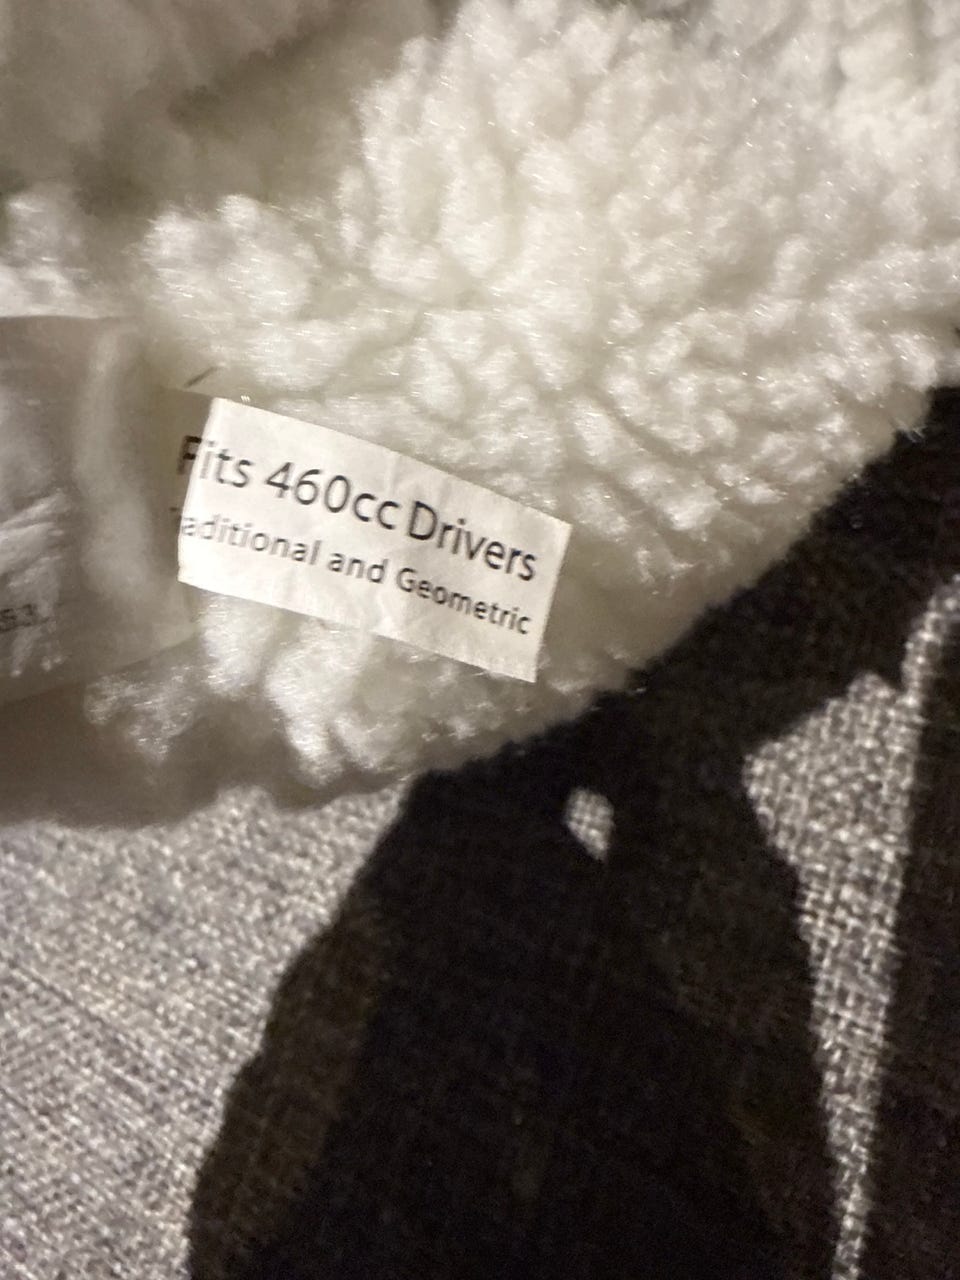 Fits 460cc Drivers
aditional and Geometric